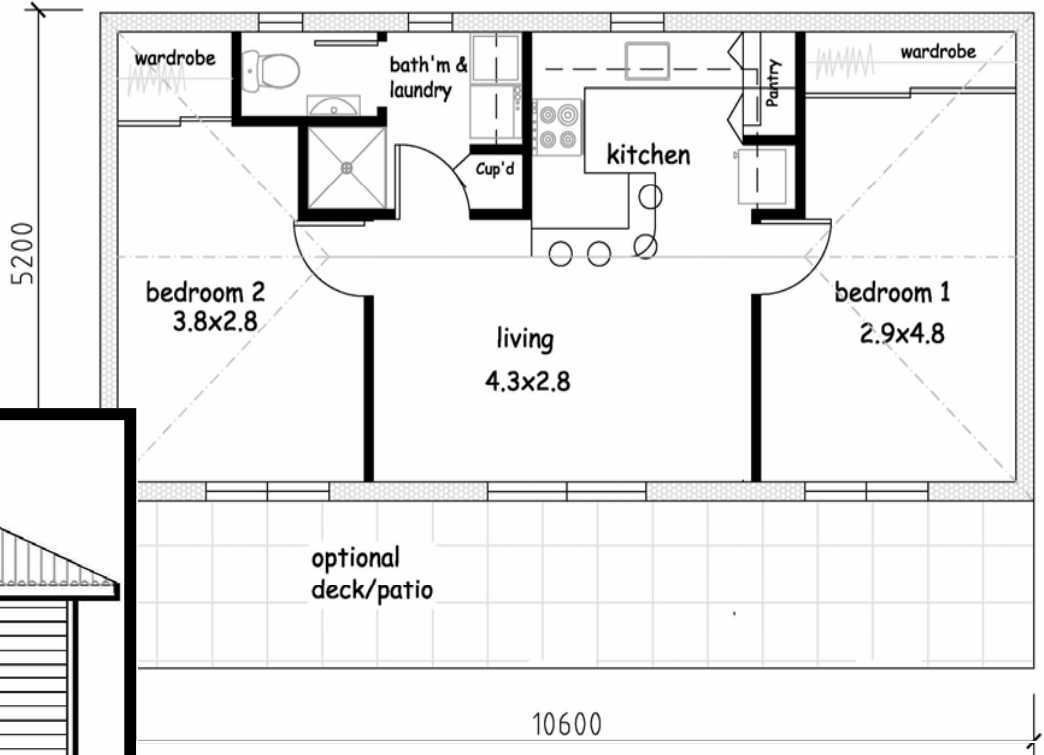 wardrobe
bath'm &
laundry
Pantry
wardrobe
Cup'd
kitchen
5200
bedroom 2
3.8x2.8
living
4.3x2.8
bedroom 1
2.9x4.8
optional
deck/patio
10600